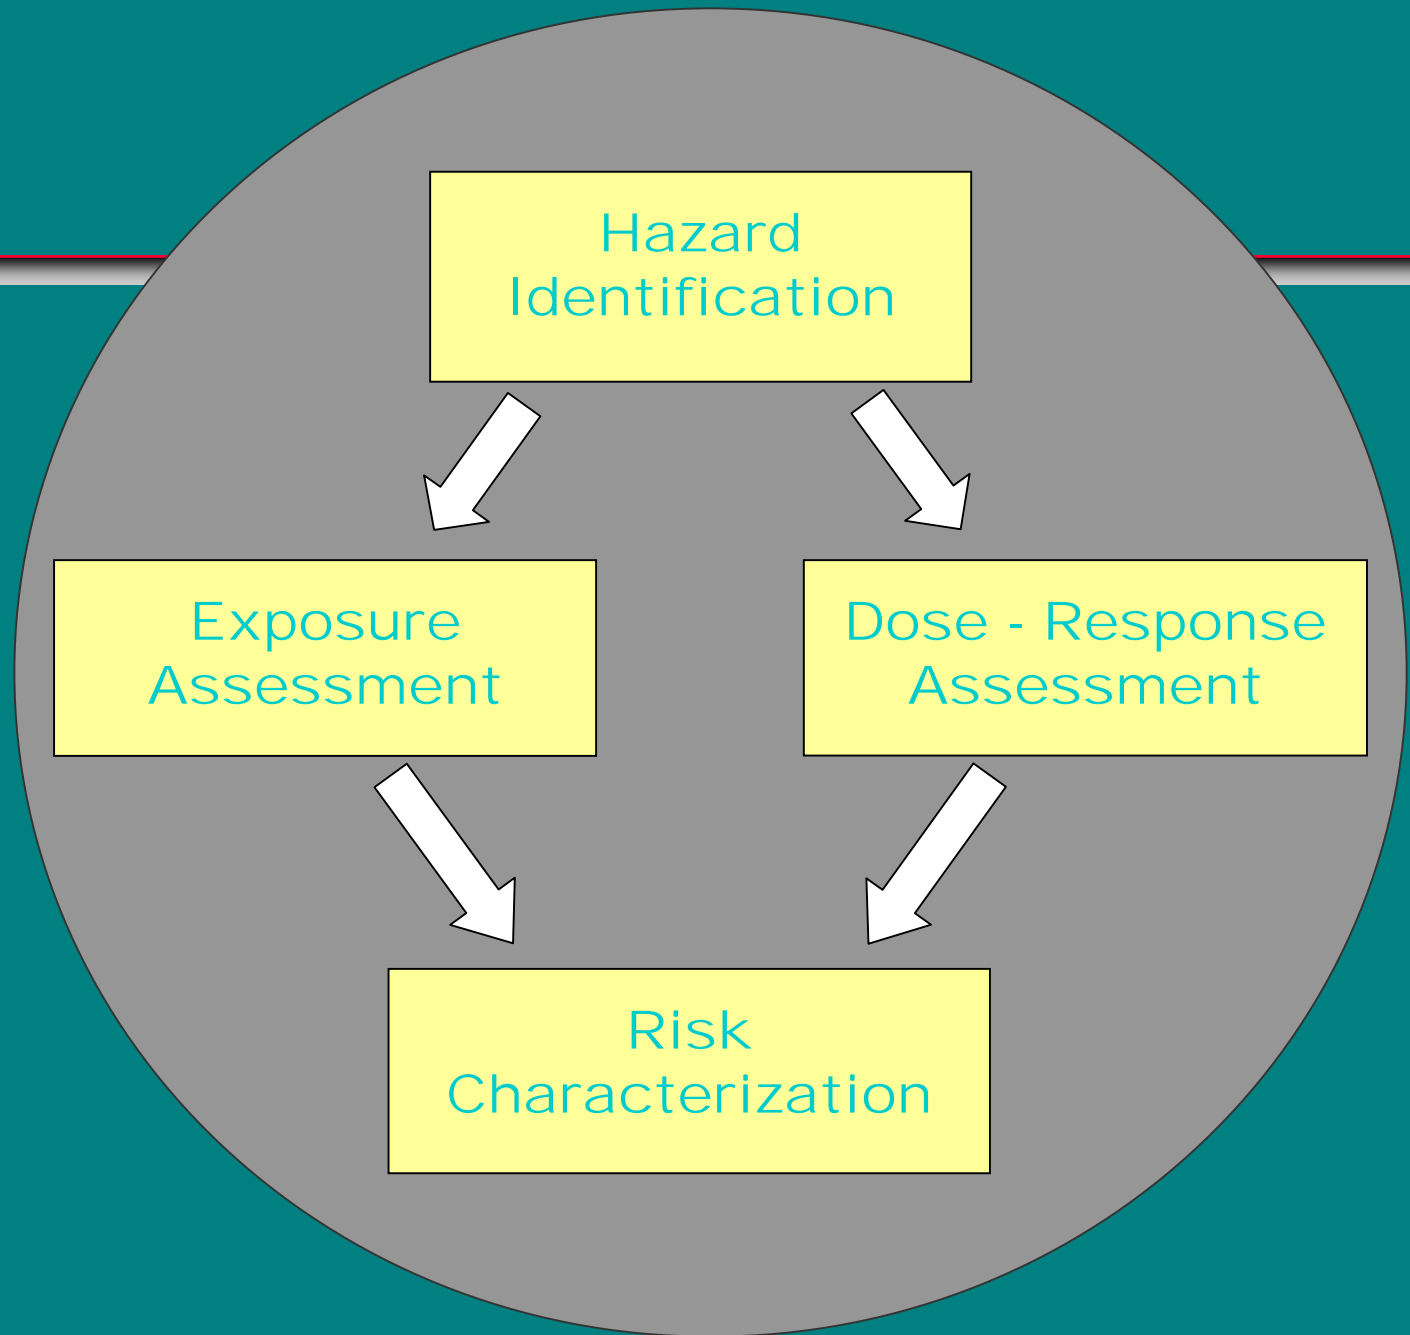 Hazard
Identification
Exposure
Assessment
Dose - Response
Assessment
Risk
Characterization